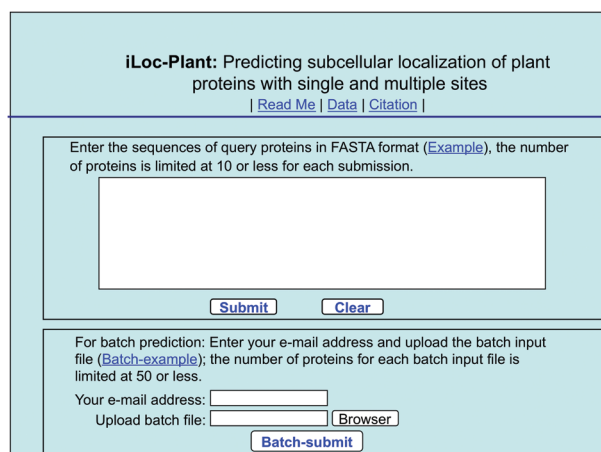 iLoc-Plant: Predicting subcellular localization of plant
proteins with single and multiple sites
| Read Me | Data | Citation |
Enter the sequences of query proteins in FASTA format (Example), the number
of proteins is limited at 10 or less for each submission.
Submit Clear
For batch prediction: Enter your e-mail address and upload the batch input
file (Batch-example); the number of proteins for each batch input file is
limited at 50 or less.
Your e-mail address:
Upload batch file: Browser
Batch-submit